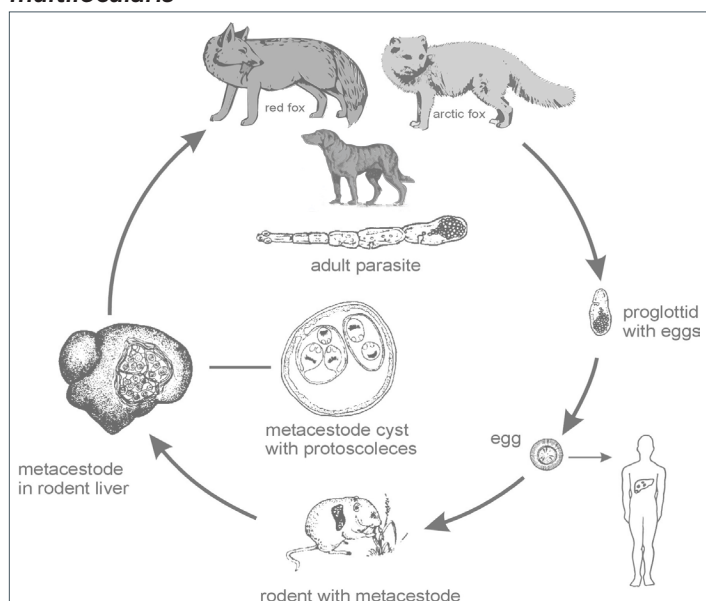 multilocularis
red fox
arctic fox
adult parasite
proglottid
with eggs
metacestode cyst
with protoscoleces
egg
metacestode
in rodent liver
rodent with metacestode